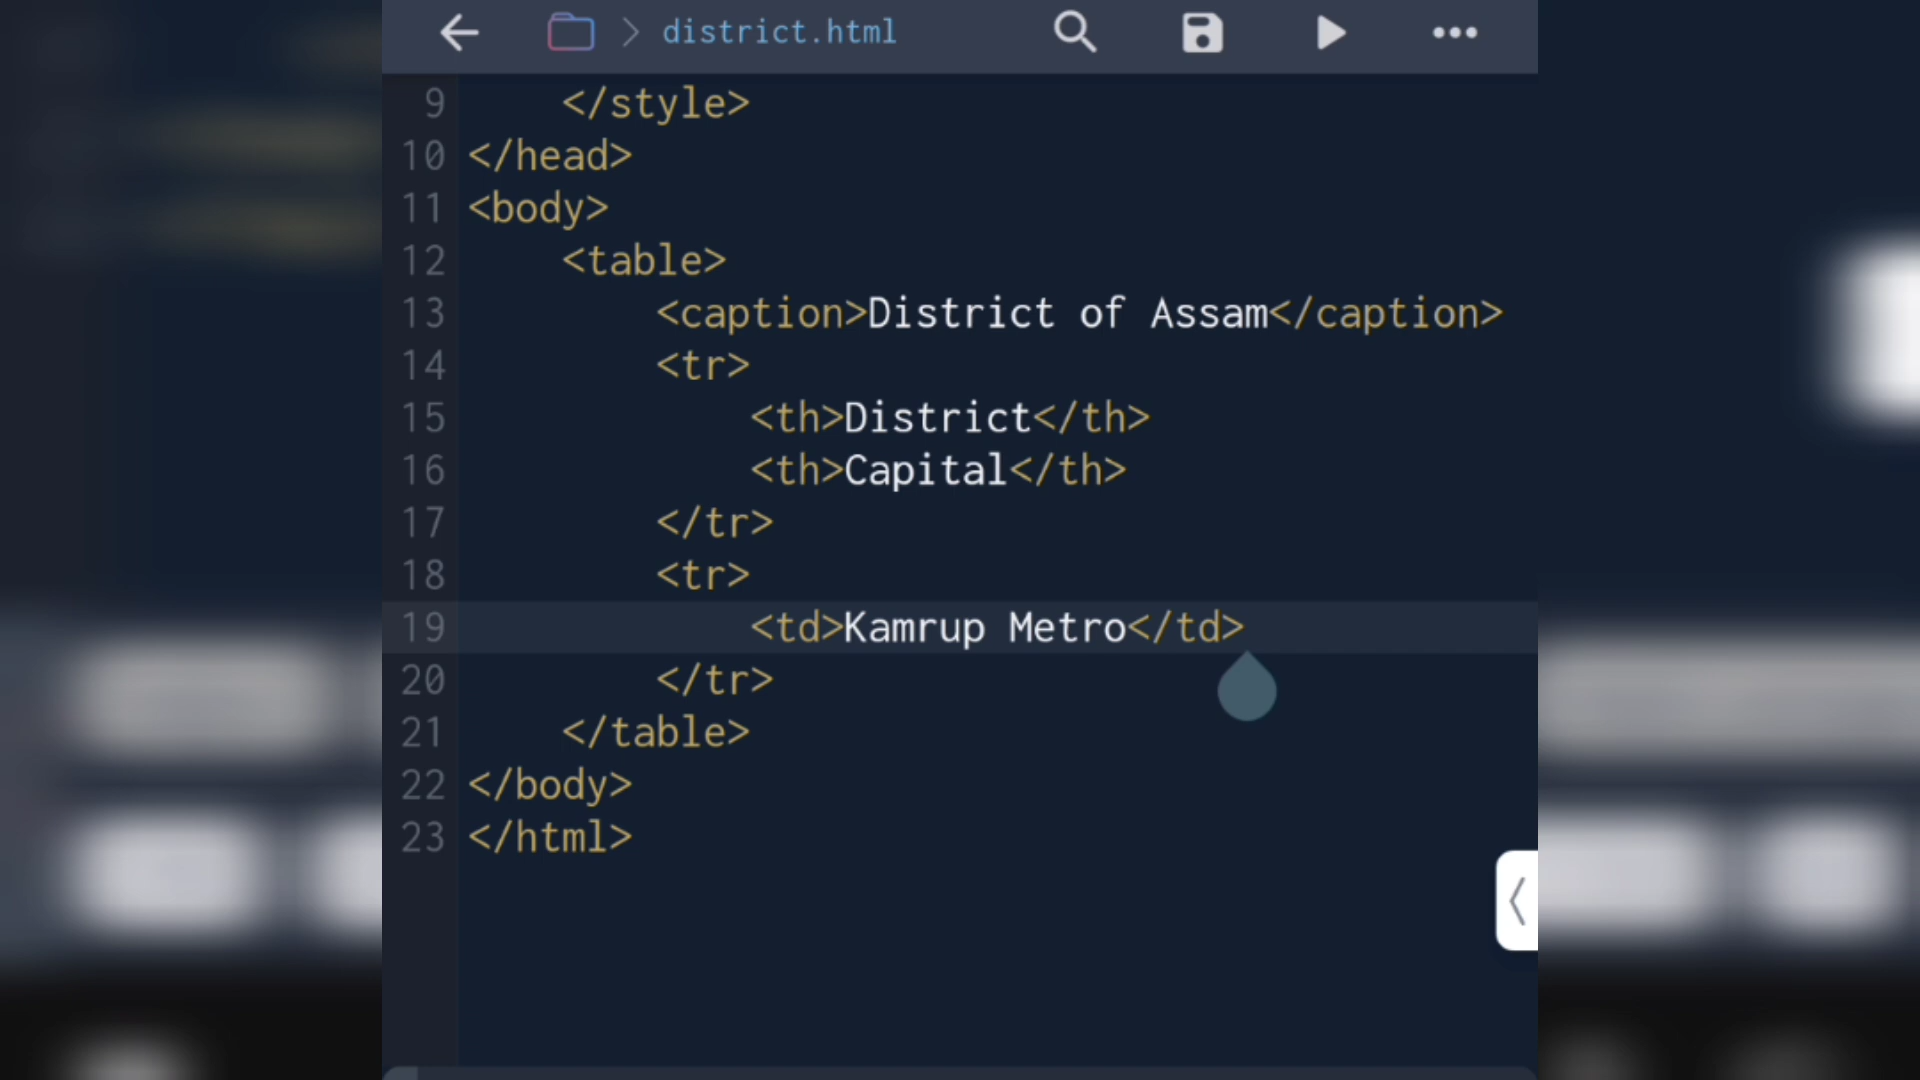 district.html
9 </style>
10 </head>
11 <body>
12 <table>
13 <caption>District of Assam</caption>
14 <tr>
15 <th>District</th>
16 <th>Capital</th>
17 </tr>
18 <tr>
19 <td>Kamrup Metro</td>
20 </tr>
21 </table>
22 </body>
23 </html>